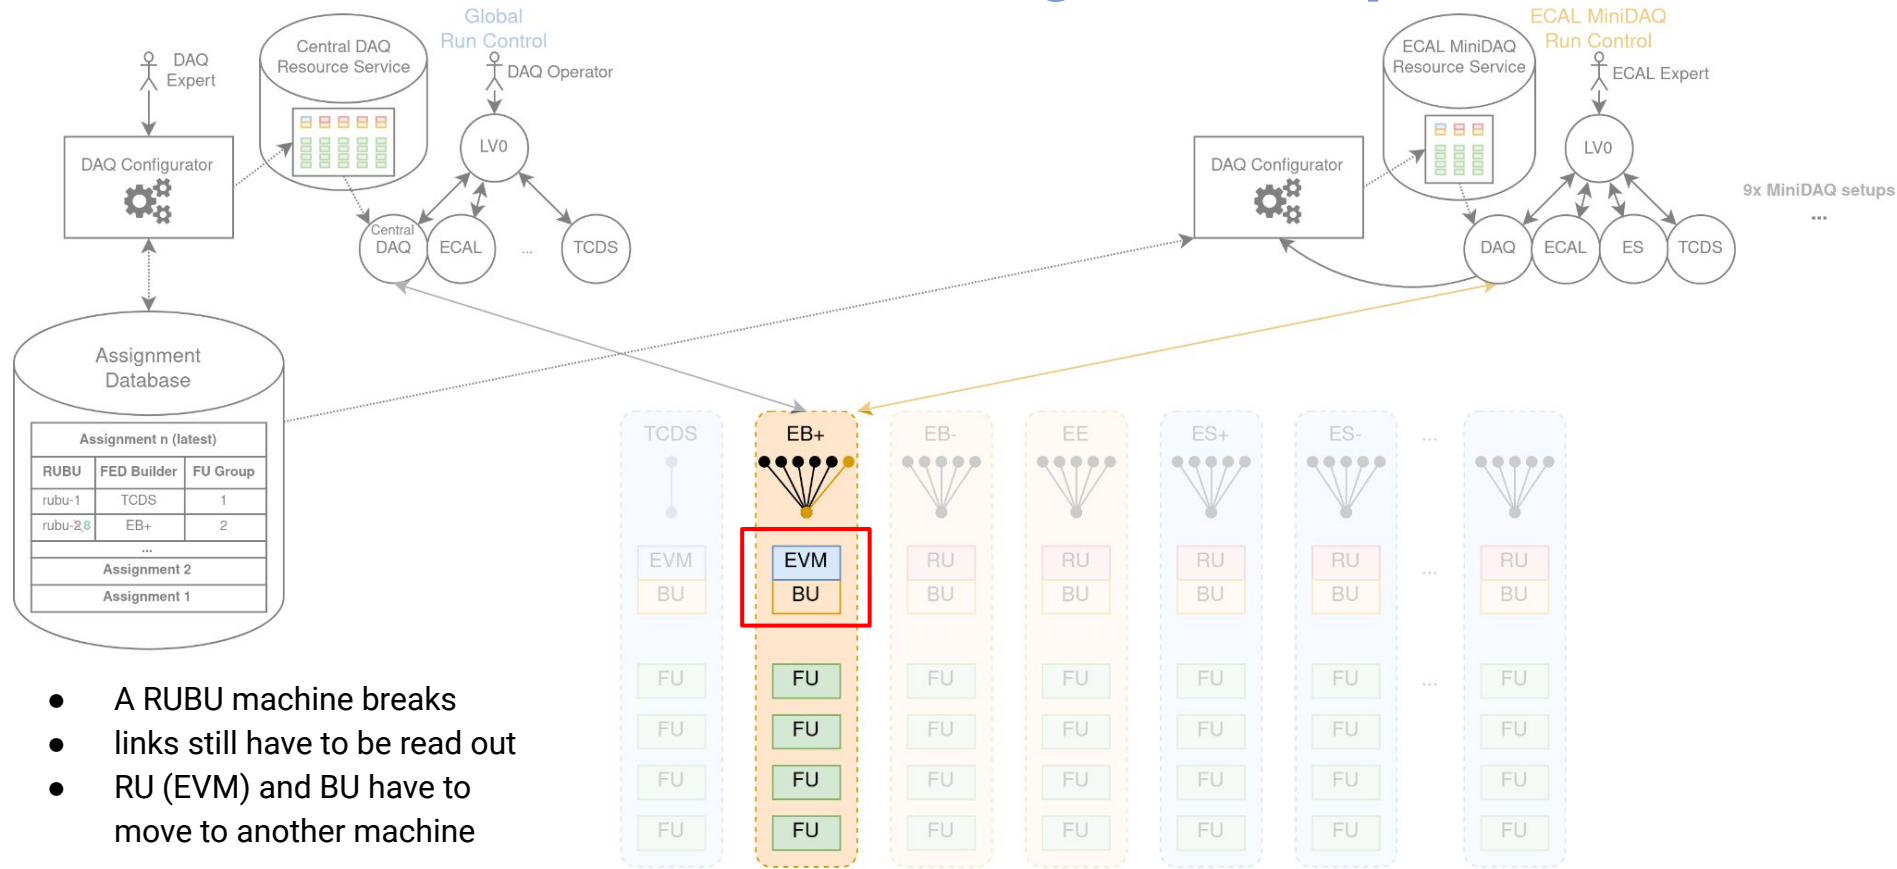 Global
Run Control
ECAL MiniDAQ
Run Control
DAQ
Expert
Central DAQ
Resource Service
DAQ Operator
ECAL MiniDAQ
Resource Service
ECAL Expert
DAQ Configurator
LV0
DAQ Configurator
LV0
9x MiniDAQ setups
...
Central
DAQ
ECAL
...
TCDS
DAQ
ECAL
ES
TCDS
Assignment
Database
Assignment n (latest)
RUBU FED Builder FU Group
rubu-1 TCDS 1
rubu-28 EB+ 2
...
Assignment 2
Assignment 1
TCDS EB+ EB- EE ES+ ES- ...
EVM EVM RU RU RU RU ... RU
BU BU BU BU BU BU BU
FU FU FU FU FU FU ... FU
FU FU FU FU FU FU FU
FU FU FU FU FU FU FU
FU FU FU FU FU FU FU
● A RUBU machine breaks
● links still have to be read out
● RU (EVM) and BU have to
move to another machine